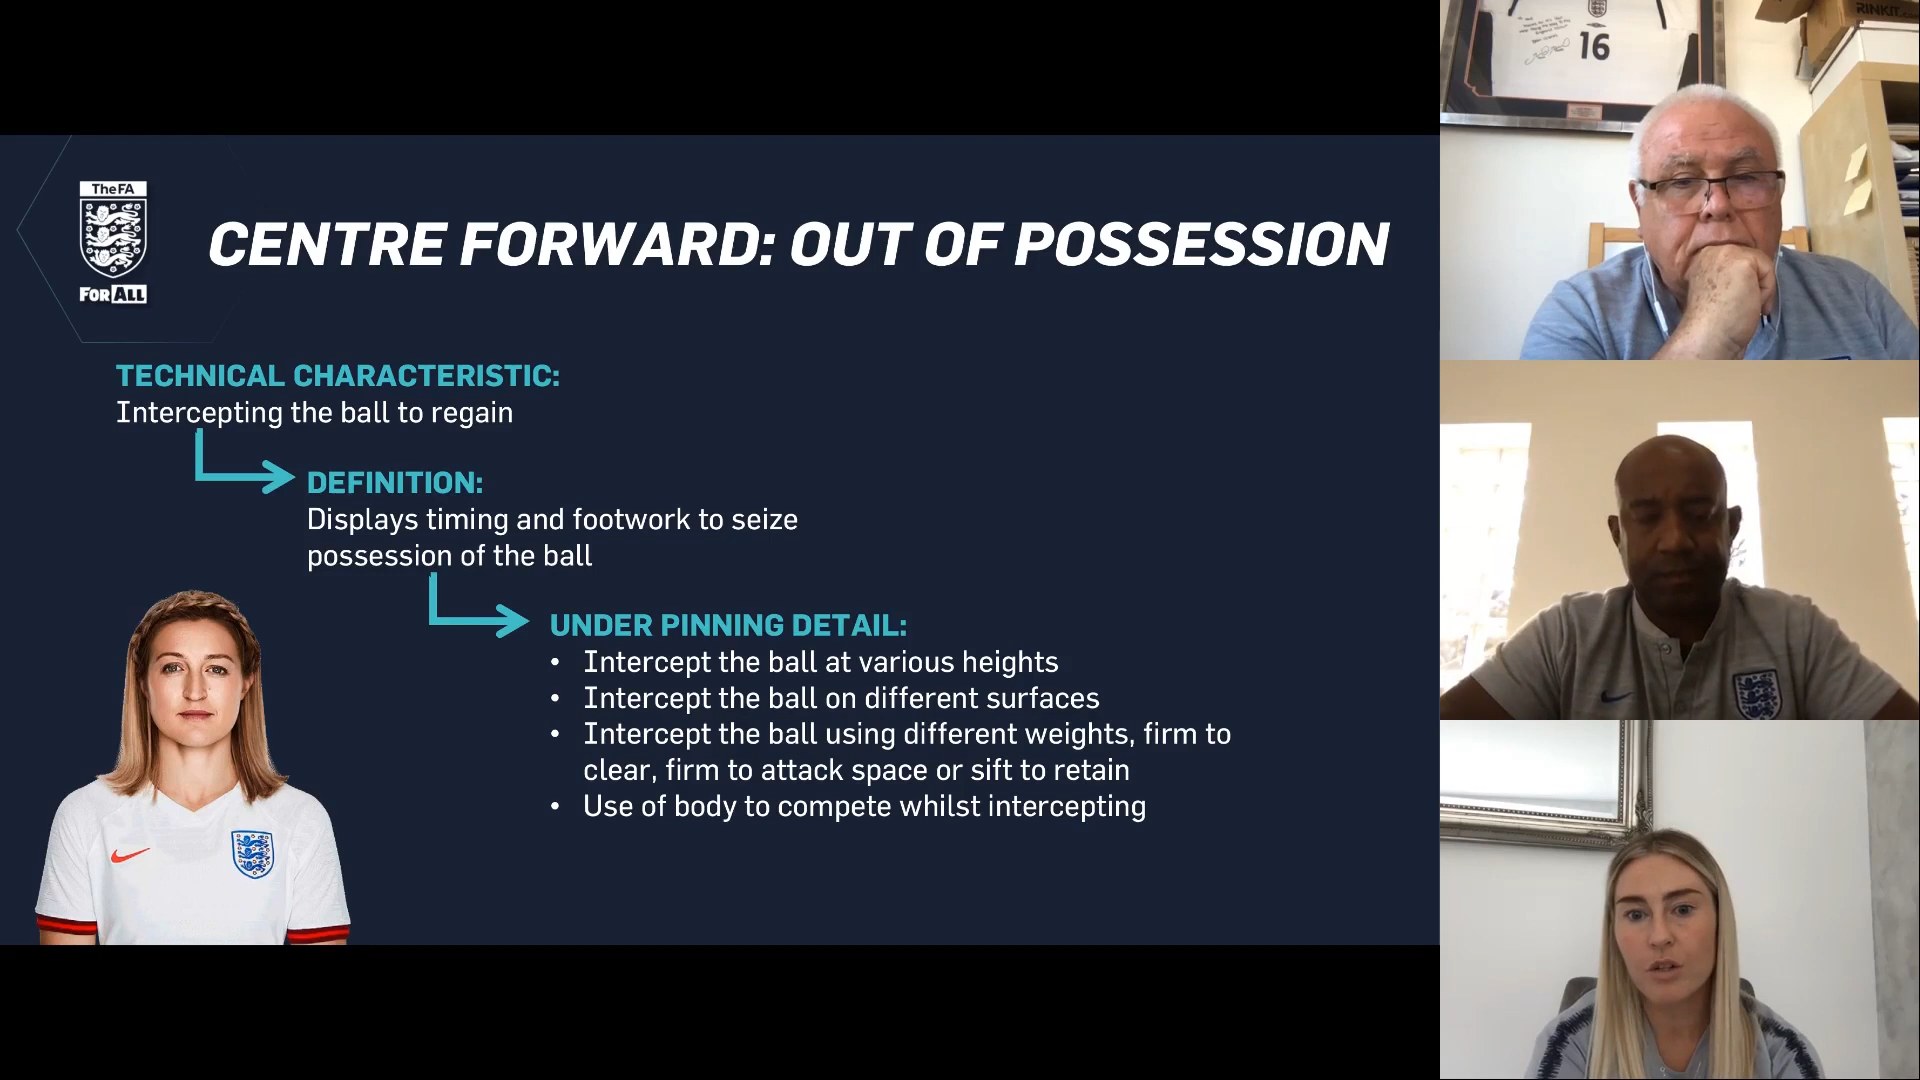 The FA
FOR ALL
CENTRE FORWARD: OUT OF POSSESSION
TECHNICAL CHARACTERISTIC:
Intercepting the ball to regain
DEFINITION:
Displays timing and footwork to seize
possession of the ball
UNDER PINNING DETAIL:
• Intercept the ball at various heights
• Intercept the ball on different surfaces
• Intercept the ball using different weights, firm to
clear, firm to attack space or sift to retain
• Use of body to compete whilst intercepting
16
RINKIT.com